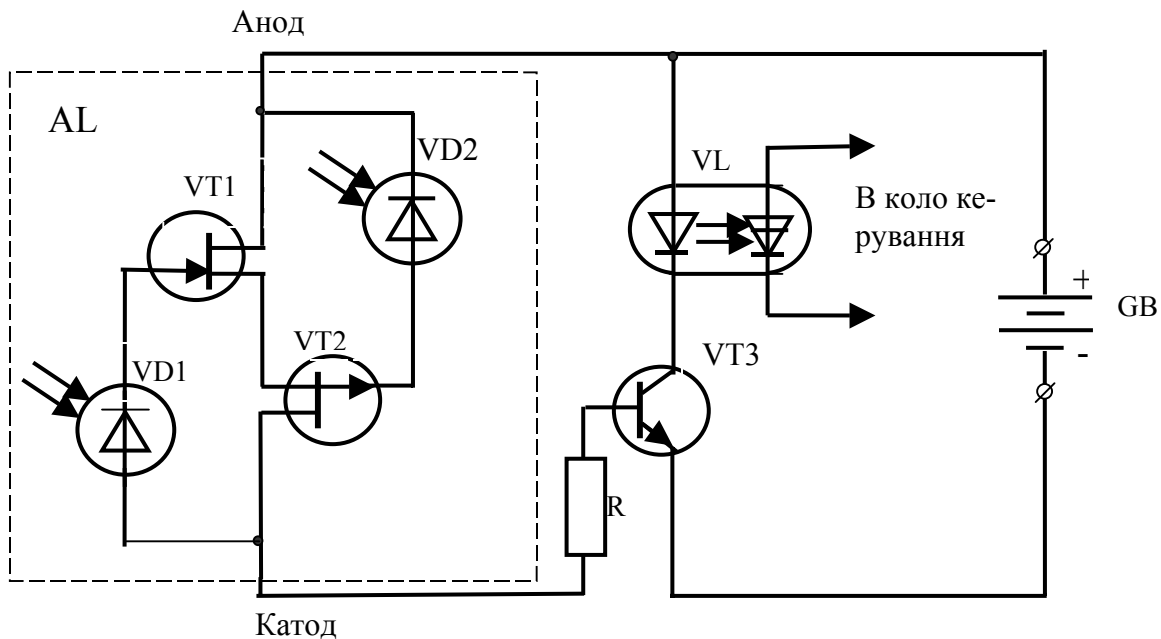 Анод
AL
VD2
VT1
VL
В коло ке-
рування
+
GB
-
VT2
VT3
VD1
R
Катод